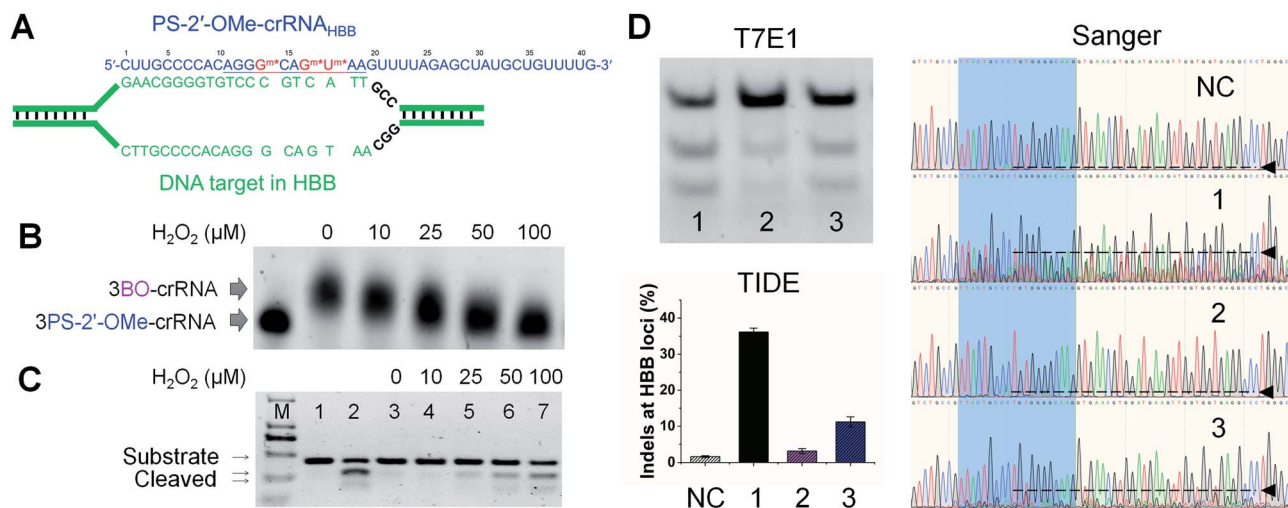 A
PS-2′-OMe-crRNAHBB
1 5 10 15 20 25 30 35 40
5′-CUUGCCCCACAGGGm*CAGm*Um*AAGUUUUAGAGCUAUGCUGUUUUG-3′
GAACGGGGTGTCC C GTC A TT GCC
CTTGCCCCACAGG G CAG T AA CGG
DNA target in HBB
B
H₂O₂ (µM) 0 10 25 50 100
3BO-crRNA
3PS-2′-OMe-crRNA
C
H₂O₂ (µM) 0 10 25 50 100
M 1 2 3 4 5 6 7
Substrate
Cleaved
D
T7E1
1 2 3
TIDE
Indels at HBB loci (%)
40
30
20
10
0
NC 1 2 3
Sanger
NC
1
2
3